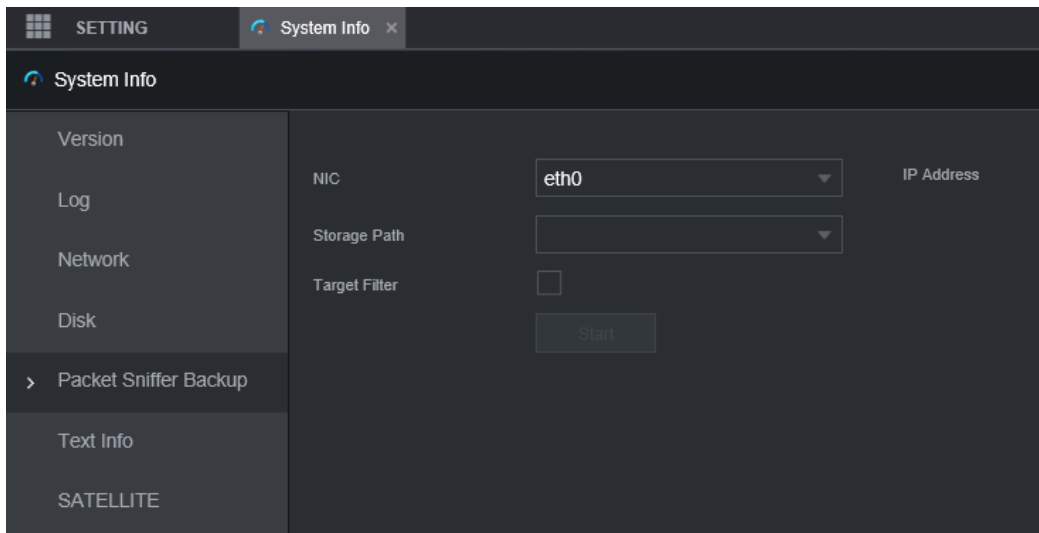 SETTING
System Info ×
System Info
Version
Log
Network
Disk
Packet Sniffer Backup
Text Info
SATELLITE
NIC
eth0
IP Address
Storage Path
Target Filter
Start